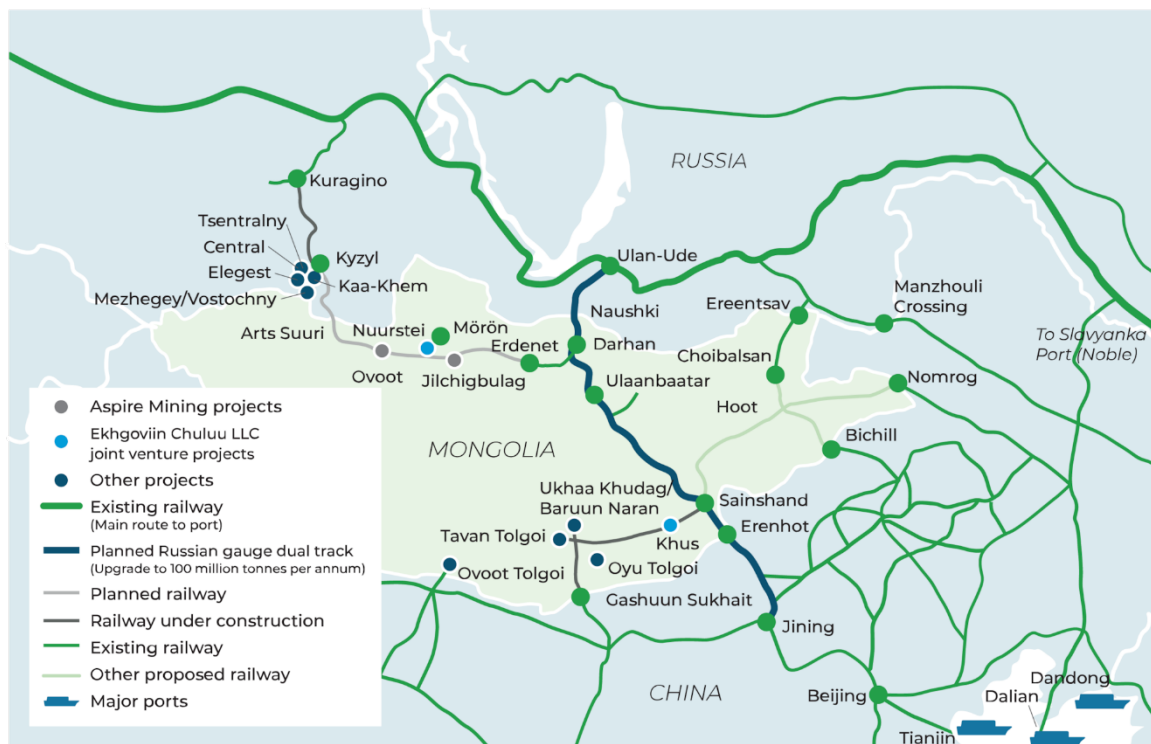 RUSSIA
Kuragino
Tsentralny
Central
Kyzyl
Elegest
Kaa-Khem
Mezhegey/Vostochny
Ulan-Ude
Naushki
Ereentsav
Manzhouli
Crossing
To Slavyanka
Port (Noble)
Arts Suuri
Nuurstei
Mörön
Erdenet
Darhan
Choibalsan
Ovoot
Jilchigbulag
Ulaanbaatar
Hoot
Nomrog
MONGOLIA
Bichill
Ukhaa Khudag/
Baruun Naran
Sainshand
Tavan Tolgoi
Khus
Erenhot
Ovoot Tolgoi
Oyu Tolgoi
Gashuun Sukhait
Jining
CHINA
Beijing
Dandong
Dalian
Tianjin
Aspire Mining projects
Ekhgoviin Chuluu LLC
joint venture projects
Other projects
Existing railway
(Main route to port)
Planned Russian gauge dual track
(Upgrade to 100 million tonnes per annum)
Planned railway
Railway under construction
Existing railway
Other proposed railway
Major ports